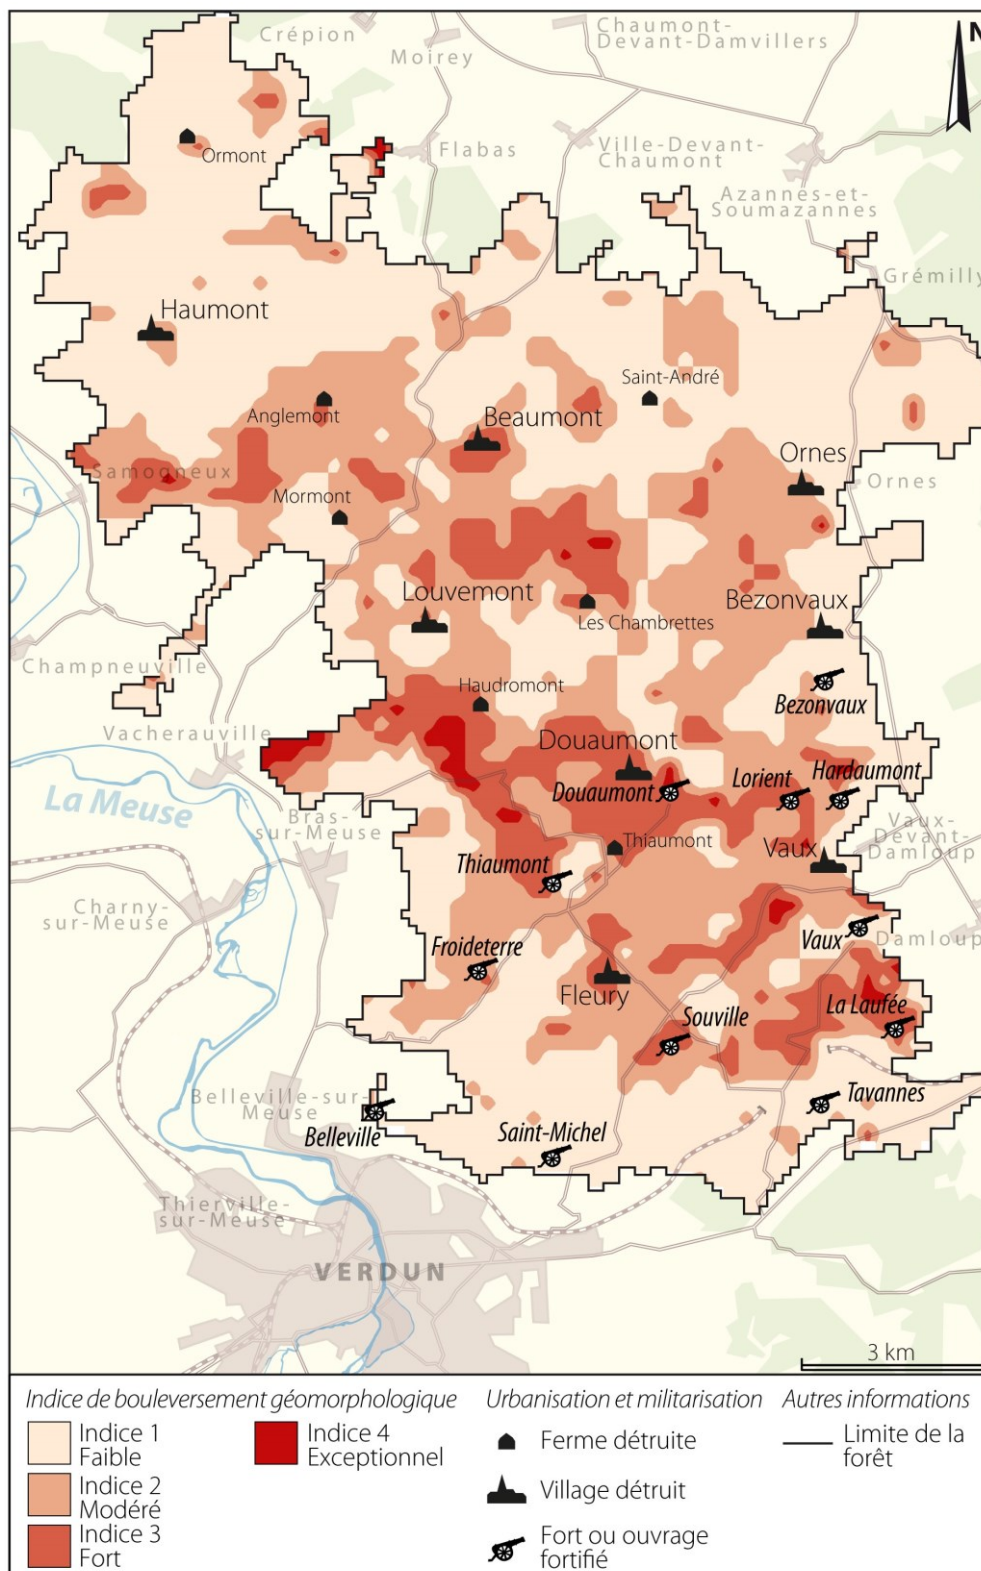 Crépion
Moirey
Chaumont-
Devant-Damvillers
N
Ormont
Flabas
Ville-Devant-
Chaumont
Azannes-et-
Soumazannes
Grémilly
Haumont
Saint-André
Anglemont
Beaumont
Samogneux
Ornes
Ornes
Mormont
Louvemont
Les Chambrettes
Bezonvaux
Champneuville
Haudromont
Bezonvaux
Vacherauville
Douaumont
La Meuse
Douaumont
Lorient
Hardaumont
Bras-
sur-Meuse
Thiaumont
Vaux
Vaux-
Devant-
Damloup
Thiaumont
Charny-
sur-Meuse
Froideterre
Vaux
Damloup
Fleury
Souville
La Laufée
Belleville-sur-
Meuse
Belleville
Tavannes
Saint-Michel
Thierville-
sur-Meuse
VERDUN
3 km
Indice de bouleversement géomorphologique
Indice 1
Faible
Indice 2
Modéré
Indice 3
Fort
Indice 4
Exceptionnel
Urbanisation et militarisation
Ferme détruite
Village détruit
Fort ou ouvrage
fortifié
Autres informations
Limite de la
forêt